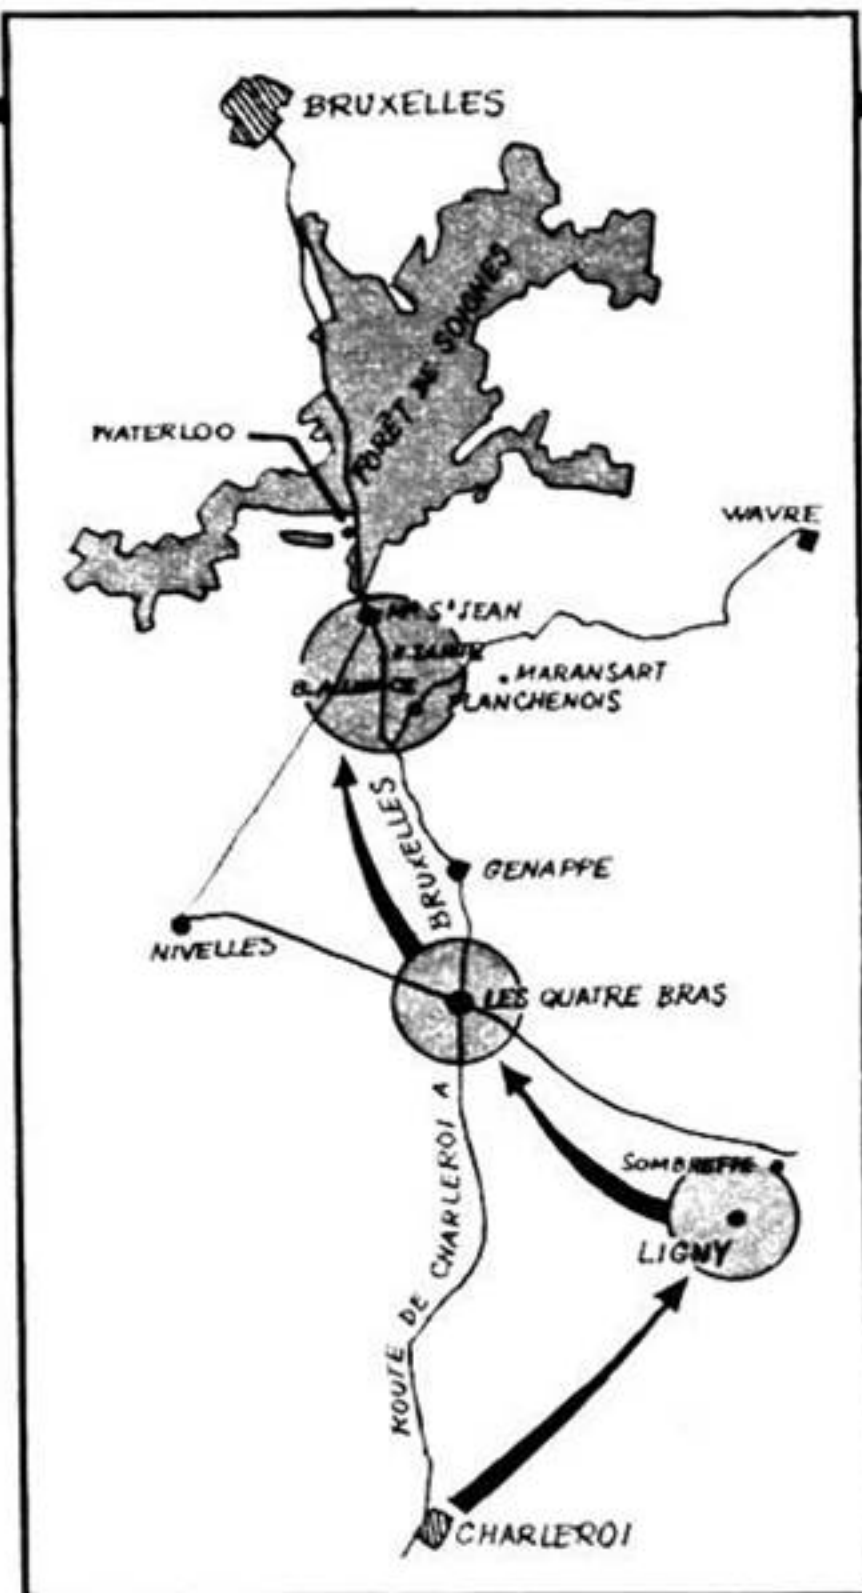 BRUXELLES
FORÊT DE SOIGNES
WATERLOO
WAVRE
Mt St JEAN
MARANSART
PLANCHENOIS
BRUXELLES
GENAPPE
NIVELLES
LES QUATRE BRAS
SOMBREFFE
LIGNY
ROUTE DE CHARLEROI A
CHARLEROI